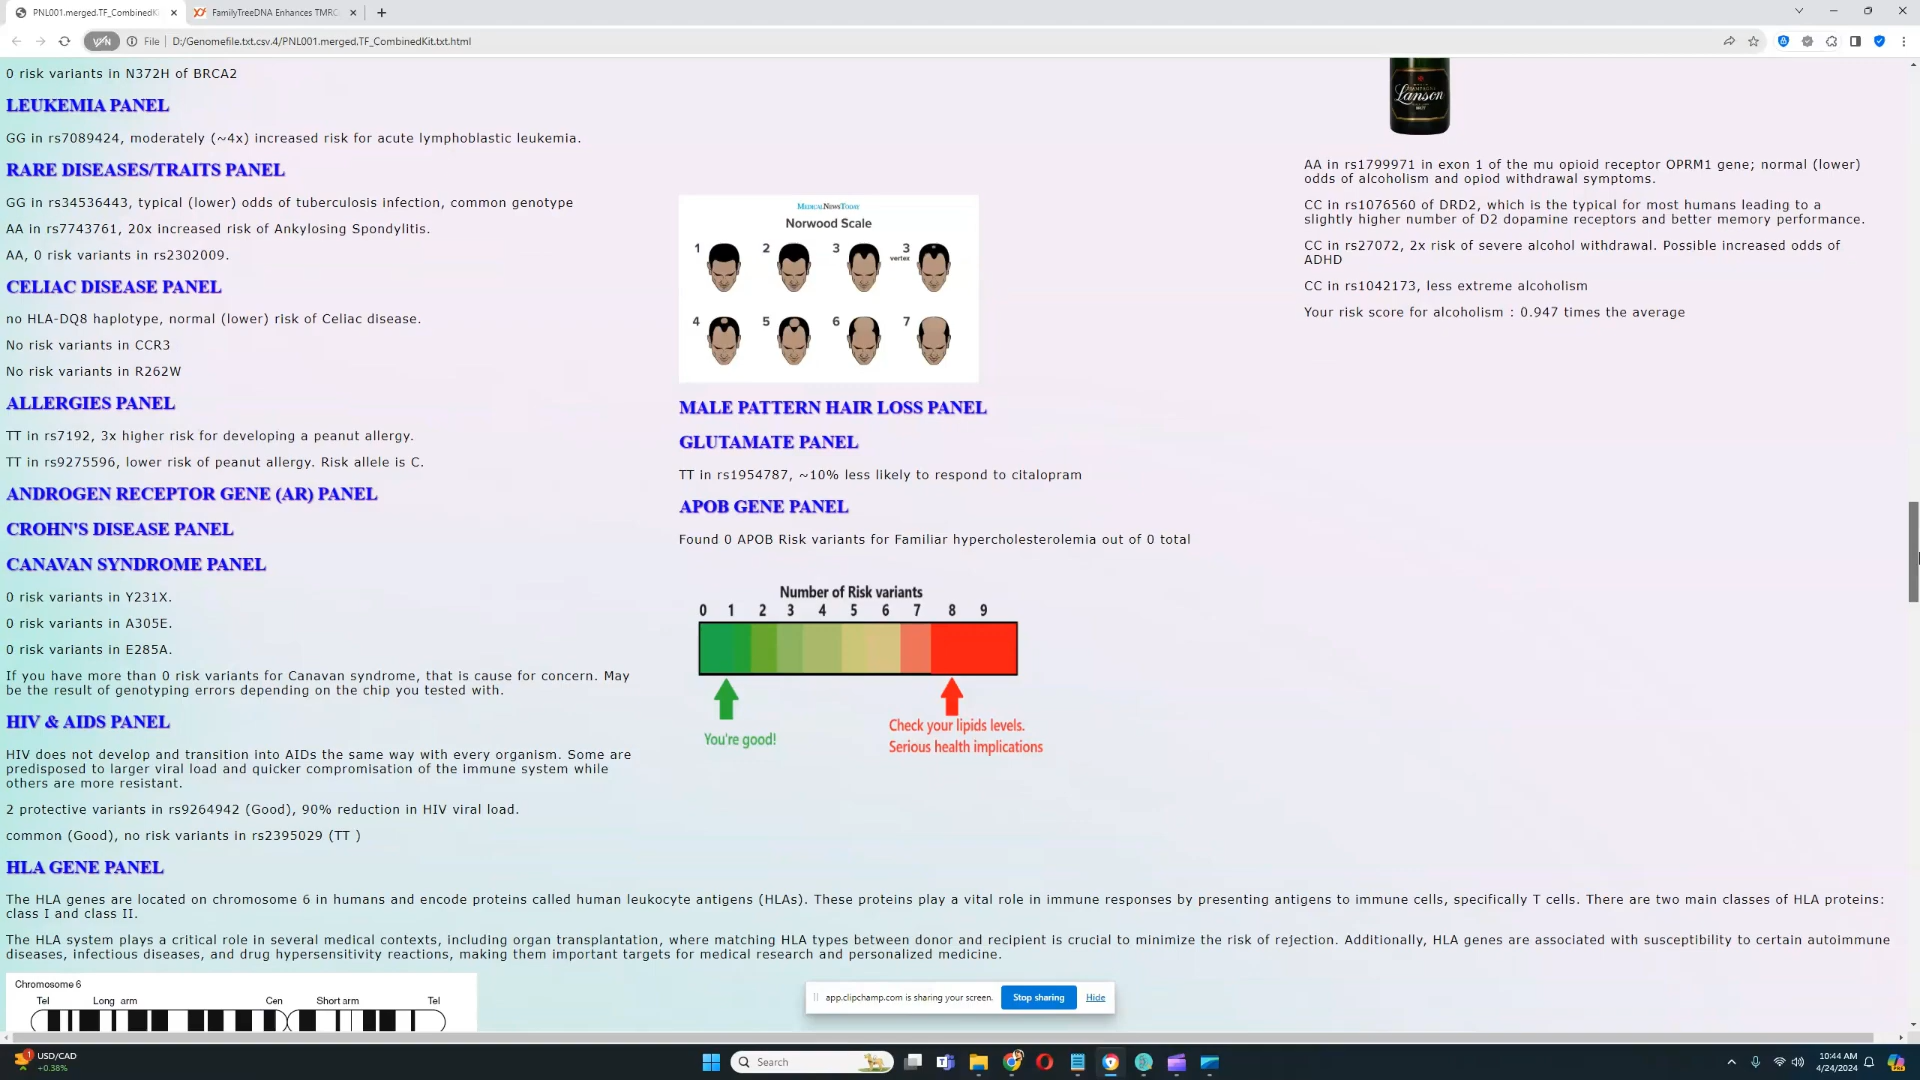 PNL001.merged.TF_CombinedKi
FamilyTreeDNA Enhances TMRC
File
D:/Genomefile.txt.csv.4/PNL001.merged.TF_CombinedKit.txt.html
0 risk variants in N372H of BRCA2
LEUKEMIA PANEL
GG in rs7089424, moderately (~4x) increased risk for acute lymphoblastic leukemia.
RARE DISEASES/TRAITS PANEL
GG in rs34536443, typical (lower) odds of tuberculosis infection, common genotype
AA in rs7743761, 20x increased risk of Ankylosing Spondylitis.
AA, 0 risk variants in rs2302009.
CELIAC DISEASE PANEL
no HLA-DQ8 haplotype, normal (lower) risk of Celiac disease.
No risk variants in CCR3
No risk variants in R262W
ALLERGIES PANEL
TT in rs7192, 3x higher risk for developing a peanut allergy.
TT in rs9275596, lower risk of peanut allergy. Risk allele is C.
ANDROGEN RECEPTOR GENE (AR) PANEL
CROHN'S DISEASE PANEL
CANAVAN SYNDROME PANEL
0 risk variants in Y231X.
0 risk variants in A305E.
0 risk variants in E285A.
If you have more than 0 risk variants for Canavan syndrome, that is cause for concern. May
be the result of genotyping errors depending on the chip you tested with.
HIV & AIDS PANEL
HIV does not develop and transition into AIDs the same way with every organism. Some are
predisposed to larger viral load and quicker compromisation of the immune system while
others are more resistant.
2 protective variants in rs9264942 (Good), 90% reduction in HIV viral load.
common (Good), no risk variants in rs2395029 (TT )
MEDICALNEWSTODAY
Norwood Scale
1 2 3 3
vertex
4 5 6 7
MALE PATTERN HAIR LOSS PANEL
GLUTAMATE PANEL
TT in rs1954787, ~10% less likely to respond to citalopram
APOB GENE PANEL
Found 0 APOB Risk variants for Familiar hypercholesterolemia out of 0 total
Number of Risk variants
0 1 2 3 4 5 6 7 8 9
You're good!
Check your lipids levels.
Serious health implications
Lanson
AA in rs1799971 in exon 1 of the mu opioid receptor OPRM1 gene; normal (lower)
odds of alcoholism and opiod withdrawal symptoms.
CC in rs1076560 of DRD2, which is the typical for most humans leading to a
slightly higher number of D2 dopamine receptors and better memory performance.
CC in rs27072, 2x risk of severe alcohol withdrawal. Possible increased odds of
ADHD
CC in rs1042173, less extreme alcoholism
Your risk score for alcoholism : 0.947 times the average
HLA GENE PANEL
The HLA genes are located on chromosome 6 in humans and encode proteins called human leukocyte antigens (HLAs). These proteins play a vital role in immune responses by presenting antigens to immune cells, specifically T cells. There are two main classes of HLA proteins:
class I and class II.
The HLA system plays a critical role in several medical contexts, including organ transplantation, where matching HLA types between donor and recipient is crucial to minimize the risk of rejection. Additionally, HLA genes are associated with susceptibility to certain autoimmune
diseases, infectious diseases, and drug hypersensitivity reactions, making them important targets for medical research and personalized medicine.
Chromosome 6
Tel Long arm Cen Short arm Tel
app.clipchamp.com is sharing your screen.
Stop sharing
Hide
1
USD/CAD
+0.38%
Search
10:44 AM
4/24/2024